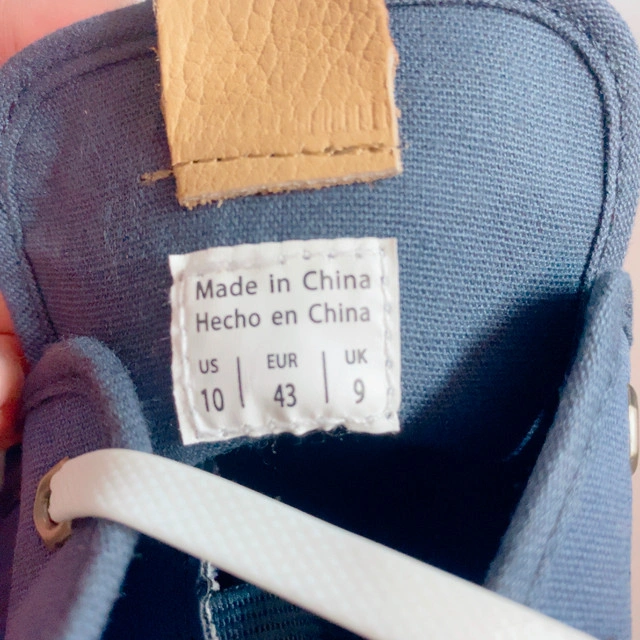 Made in China
Hecho en China
US | EUR | UK
10 | 43 | 9